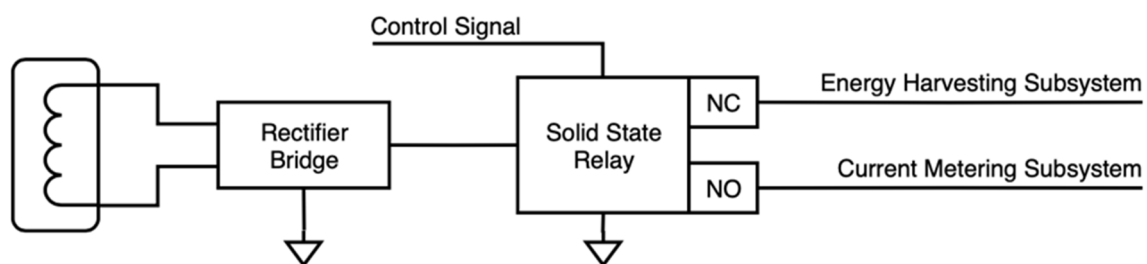 Control Signal
Rectifier
Bridge
Solid State
Relay
NC
NO
Energy Harvesting Subsystem
Current Metering Subsystem